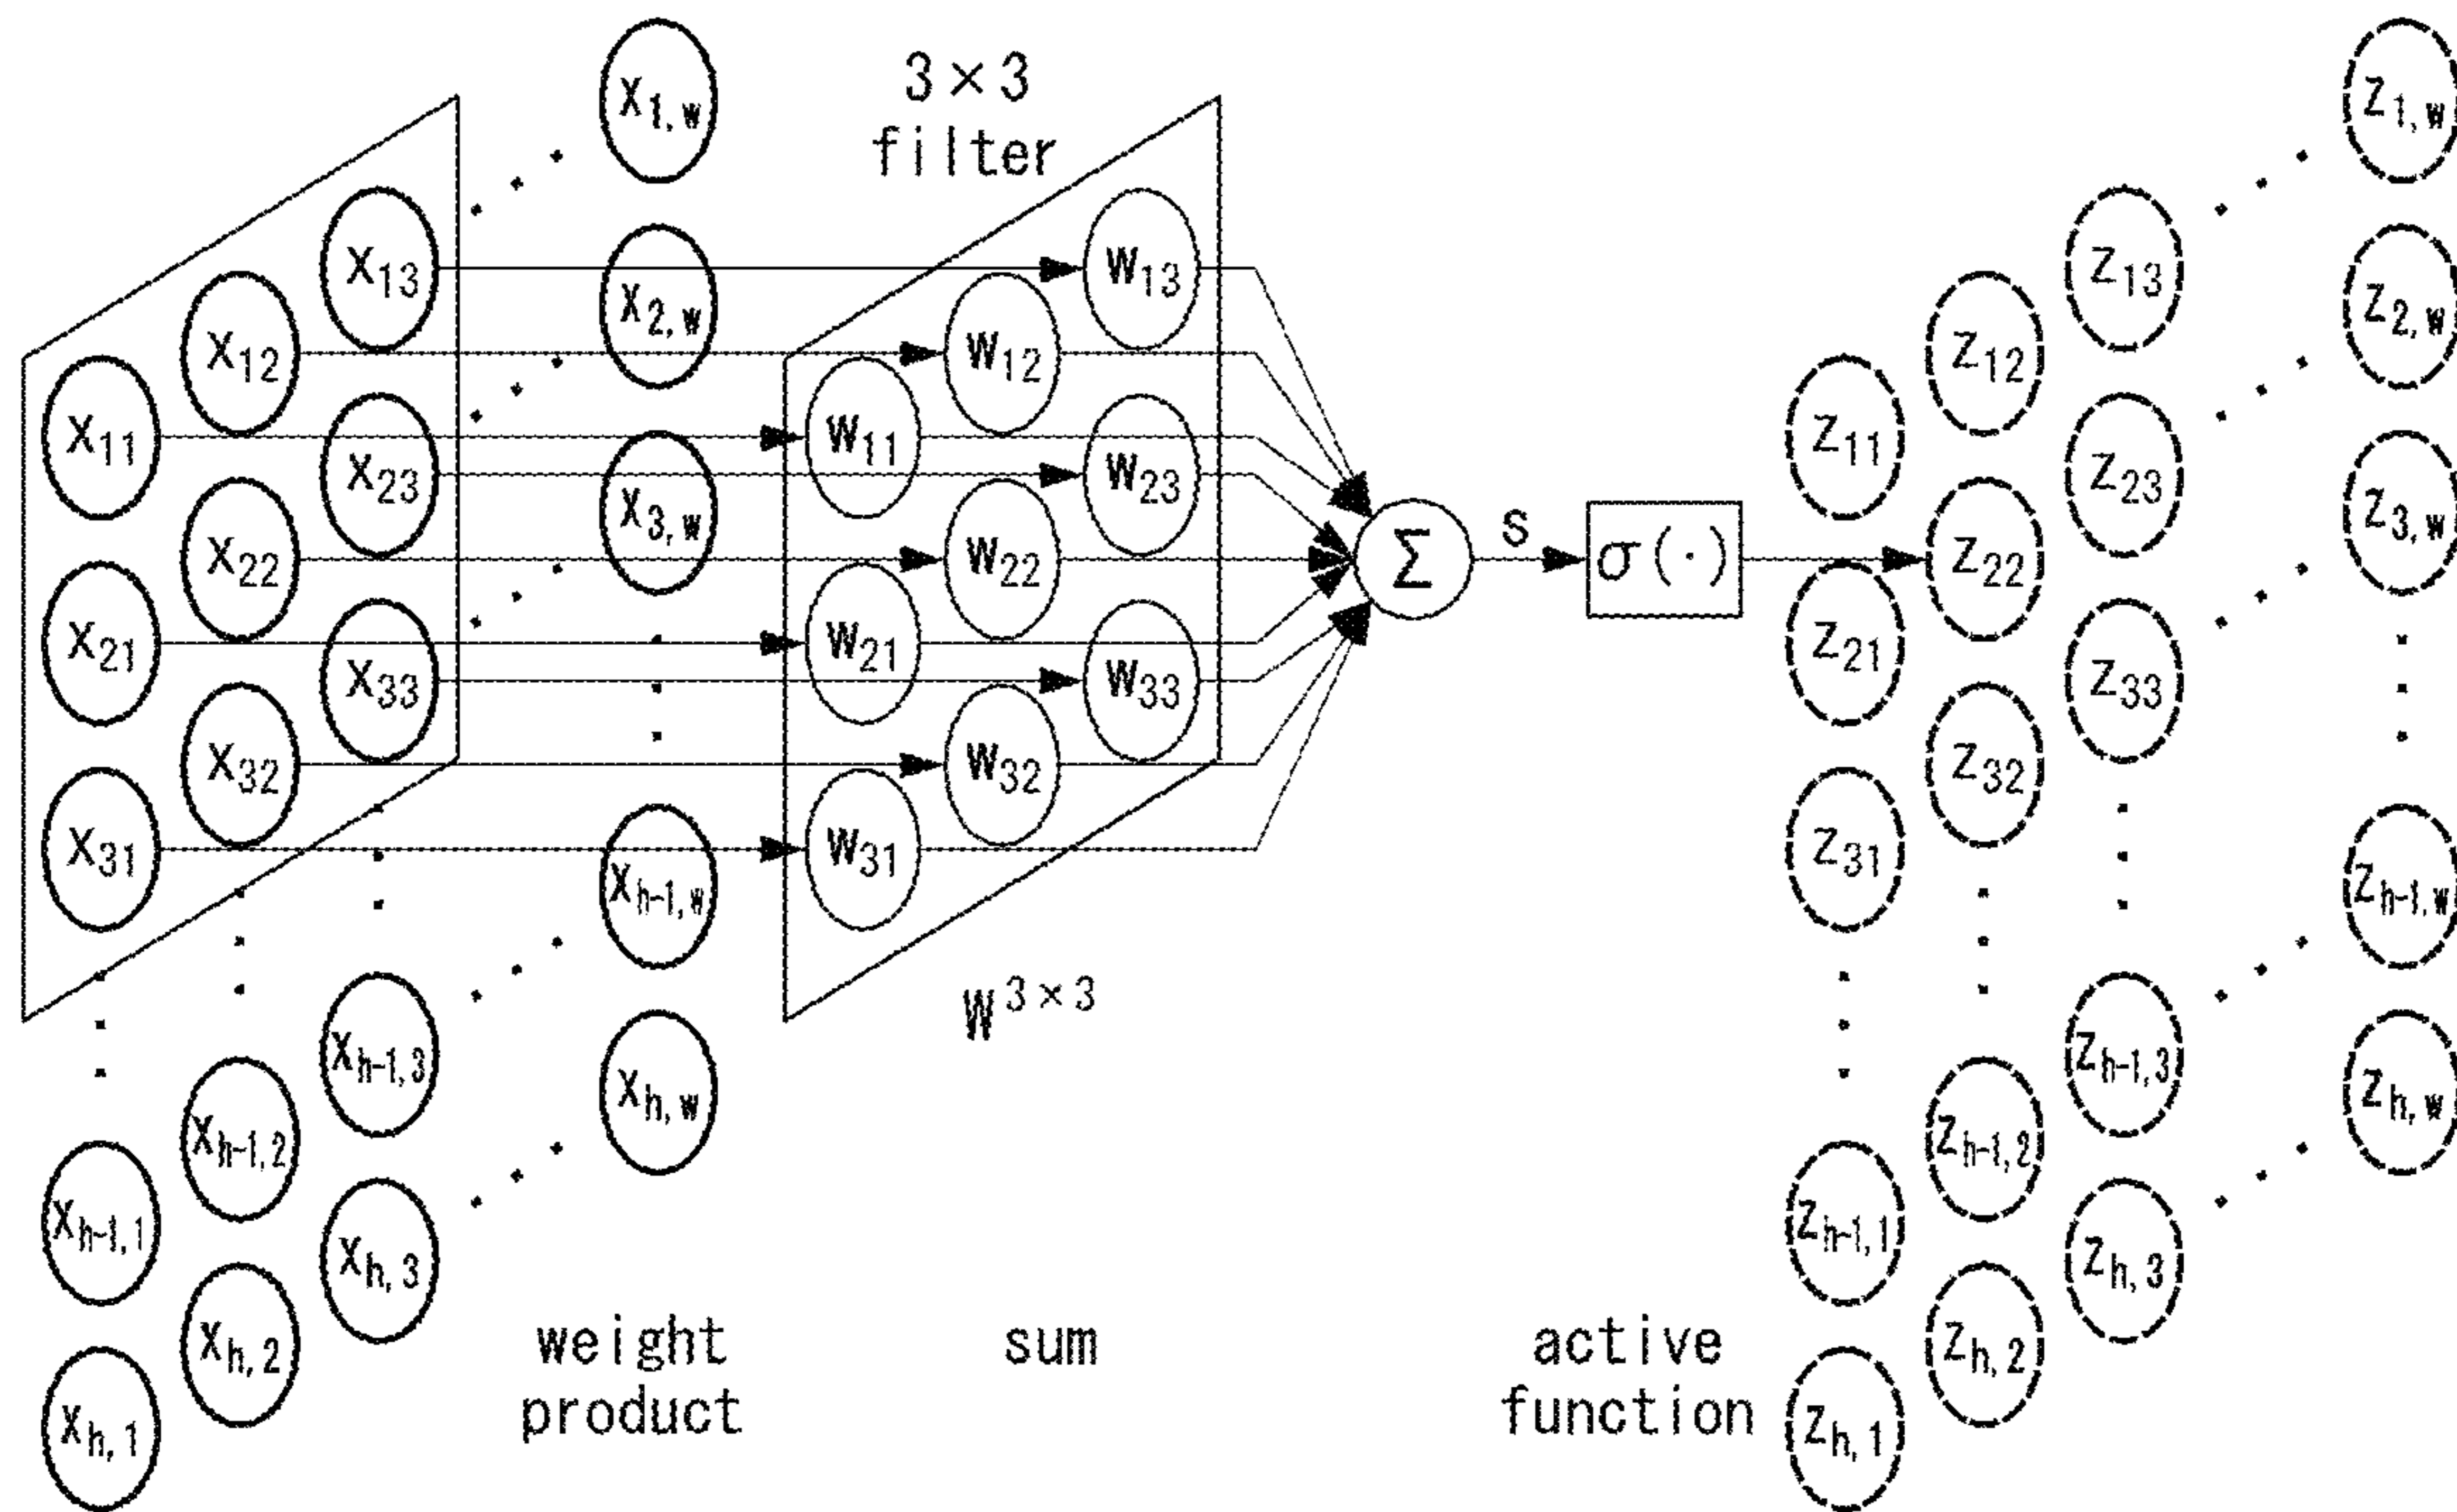 3×3
filter
x₁₁ x₁₂ x₁₃ x₁,w
x₂₁ x₂₂ x₂₃ x₂,w
x₃₁ x₃₂ x₃₃ x₃,w
xₕ₋₁,₁ xₕ₋₁,₂ xₕ₋₁,₃ xₕ₋₁,w
xₕ,₁ xₕ,₂ xₕ,₃ xₕ,w
w₁₁ w₁₂ w₁₃
w₂₁ w₂₂ w₂₃
w₃₁ w₃₂ w₃₃
W³ˣ³
Σ
s
σ(·)
z₁₁ z₁₂ z₁₃ z₁,w
z₂₁ z₂₂ z₂₃ z₂,w
z₃₁ z₃₂ z₃₃ z₃,w
zₕ₋₁,₁ zₕ₋₁,₂ zₕ₋₁,₃ zₕ₋₁,w
zₕ,₁ zₕ,₂ zₕ,₃ zₕ,w
weight
product
sum
active
function